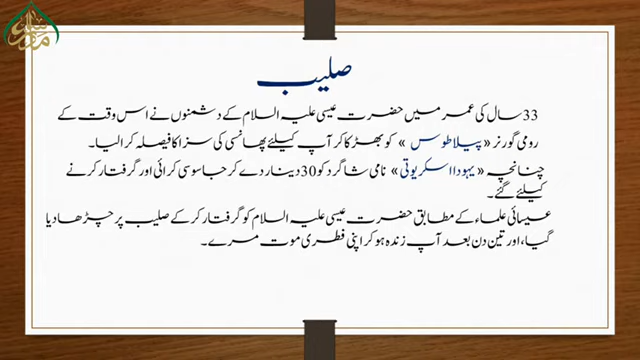 صلیب
33 سال کی عمر میں حضرت عیسی علیہ السلام کے دشمنوں نے اس وقت کے
رومی گورنر «پیلاطوس » کو بھڑکا کر آپ کیلئے پھانسی کی سزا کا فیصلہ کرا لیا۔
چنانچہ «یہودا اسکریوتی» نامی شاگرد کو 30 دینار دے کر جاسوسی کرائی اور گرفتار کرنے
کیلئے گئے۔
عیسائی علماء کے مطابق حضرت عیسی علیہ السلام کو گرفتار کر کے صلیب پر چڑھا دیا
گیا، اور تین دن بعد آپ زندہ ہو کر اپنی فطری موت مرے۔